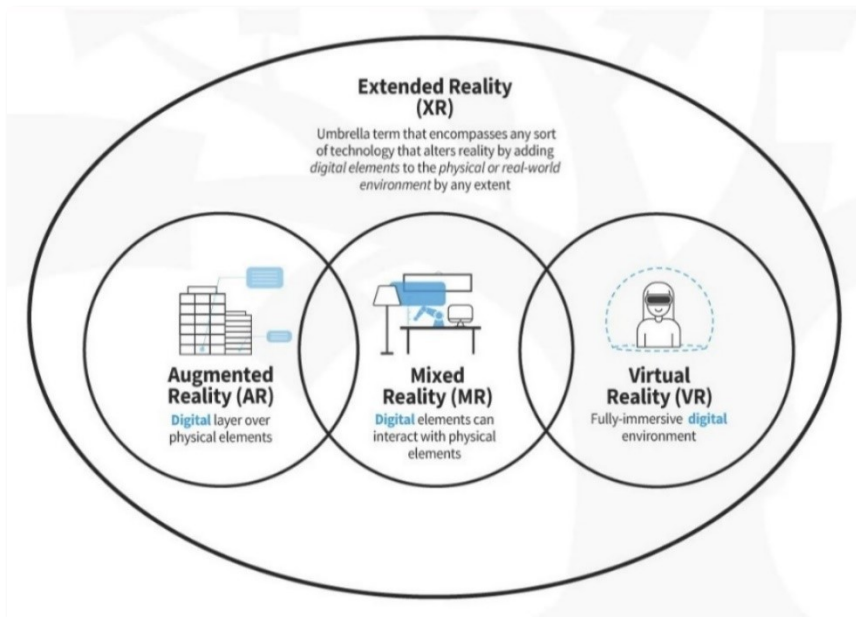 Extended Reality
(XR)
Umbrella term that encompasses any sort
of technology that alters reality by adding
digital elements to the physical or real-world
environment by any extent
Augmented
Reality (AR)
Digital layer over
physical elements
Mixed
Reality (MR)
Digital elements can
interact with physical
elements
Virtual
Reality (VR)
Fully-immersive digital
environment